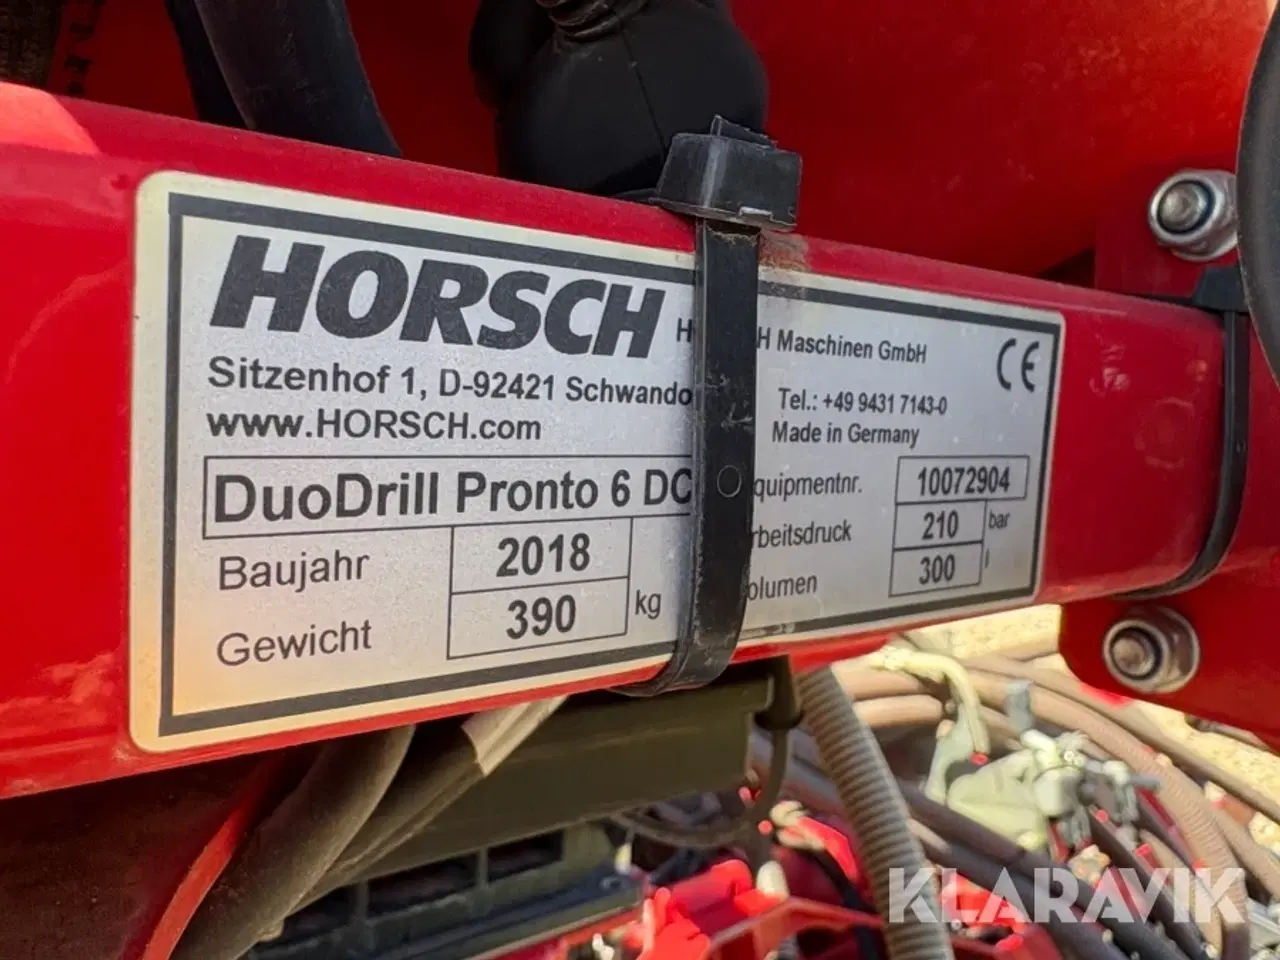 HORSCH
H Maschinen GmbH
CE
Sitzenhof 1, D-92421
Tel.: +49 9431 7143-0
www.HORSCH.com
Made in Germany
DuoDrill Pronto 6 DC
10072904
Baujahr 2018
210 bar
Gewicht 390 kg
300 l
KLARAVIK